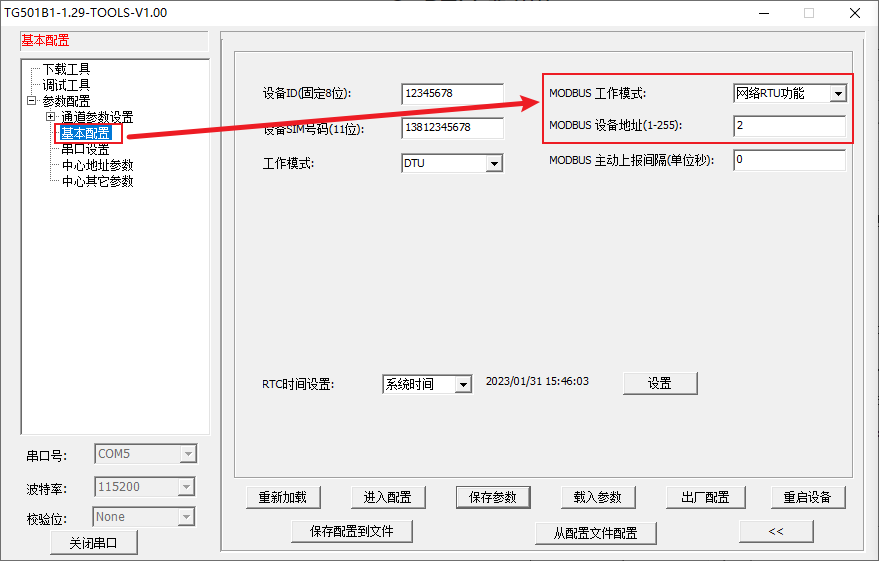 TG501B1-1.29-TOOLS-V1.00
基本配置
下载工具
调试工具
参数配置
通道参数设置
基本配置
串口设置
中心地址参数
中心其它参数
串口号: COM5
波特率: 115200
校验位: None
关闭串口
设备ID(固定8位): 12345678
设备SIM号码(11位): 13812345678
工作模式: DTU
MODBUS 工作模式: 网络RTU功能
MODBUS 设备地址(1-255): 2
MODBUS 主动上报间隔(单位秒): 0
RTC时间设置: 系统时间 2023/01/31 15:46:03 设置
重新加载 进入配置 保存参数 载入参数 出厂配置 重启设备
保存配置到文件 从配置文件配置 <<